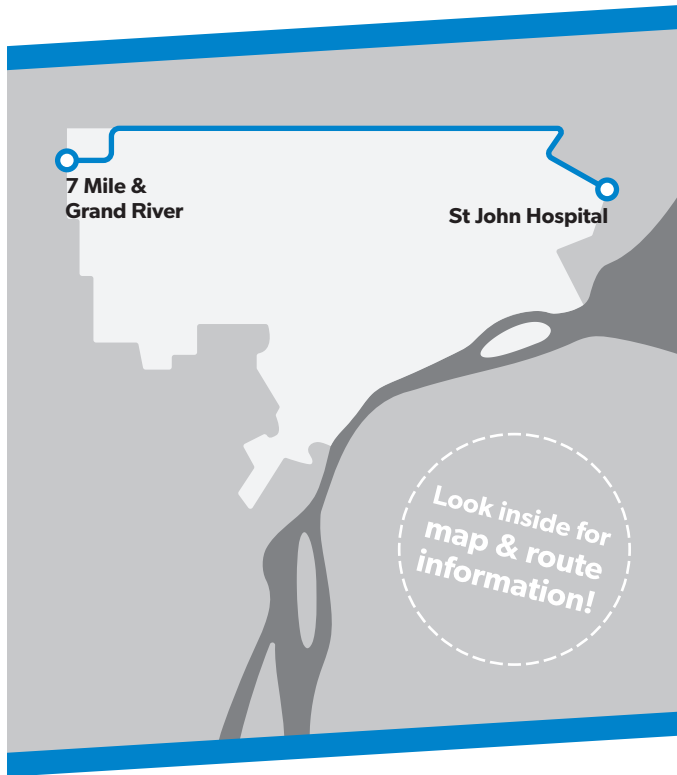 7 Mile &
Grand River
St John Hospital
Look inside for
map & route
information!